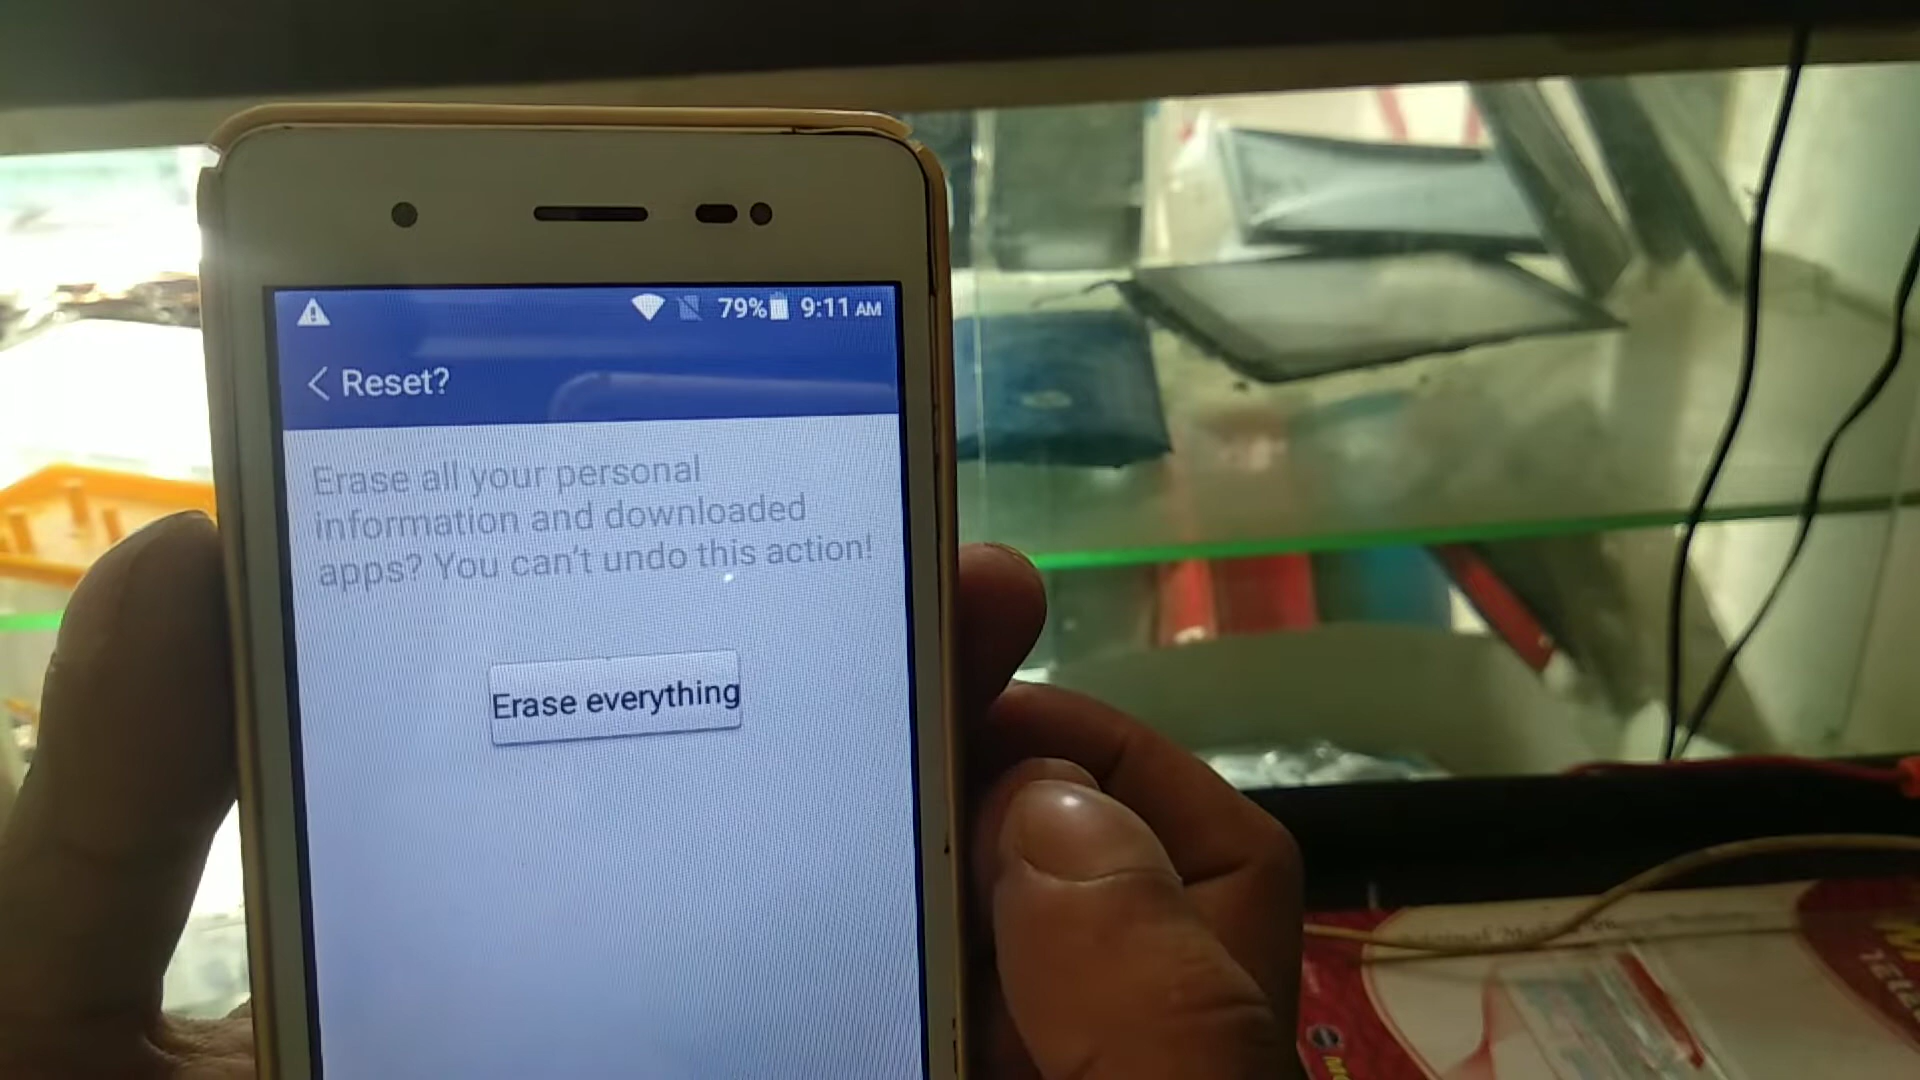 79% 9:11 AM
Reset?
Erase all your personal
information and downloaded
apps? You can't undo this action!
Erase everything